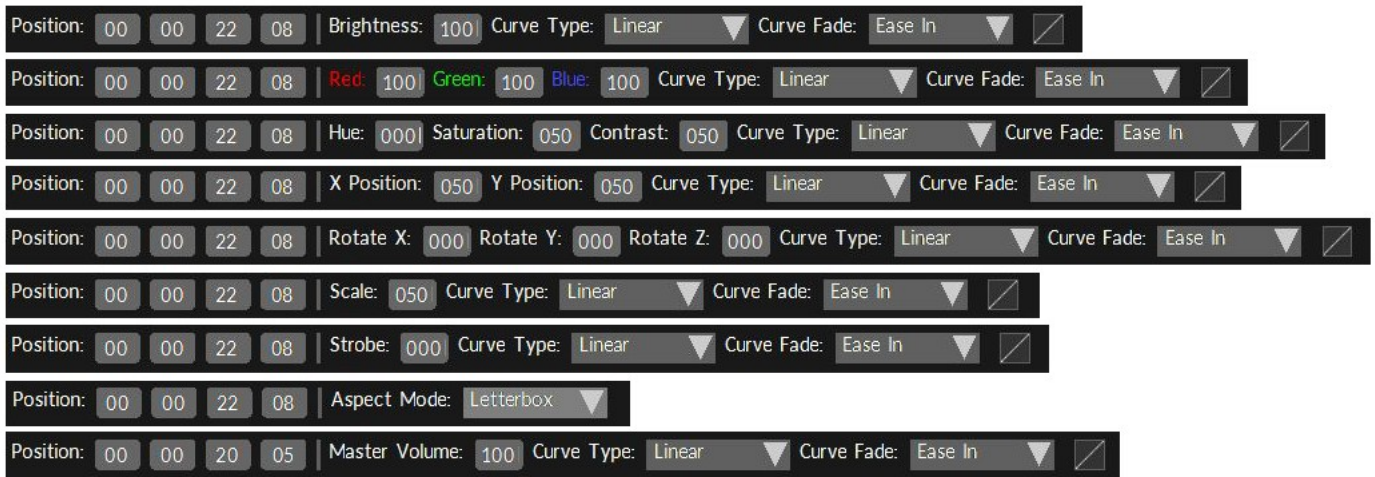 Position: 00 00 22 08 Brightness: 100 Curve Type: Linear Curve Fade: Ease In
Position: 00 00 22 08 Red: 100 Green: 100 Blue: 100 Curve Type: Linear Curve Fade: Ease In
Position: 00 00 22 08 Hue: 000 Saturation: 050 Contrast: 050 Curve Type: Linear Curve Fade: Ease In
Position: 00 00 22 08 X Position: 050 Y Position: 050 Curve Type: Linear Curve Fade: Ease In
Position: 00 00 22 08 Rotate X: 000 Rotate Y: 000 Rotate Z: 000 Curve Type: Linear Curve Fade: Ease In
Position: 00 00 22 08 Scale: 050 Curve Type: Linear Curve Fade: Ease In
Position: 00 00 22 08 Strobe: 000 Curve Type: Linear Curve Fade: Ease In
Position: 00 00 22 08 Aspect Mode: Letterbox
Position: 00 00 20 05 Master Volume: 100 Curve Type: Linear Curve Fade: Ease In